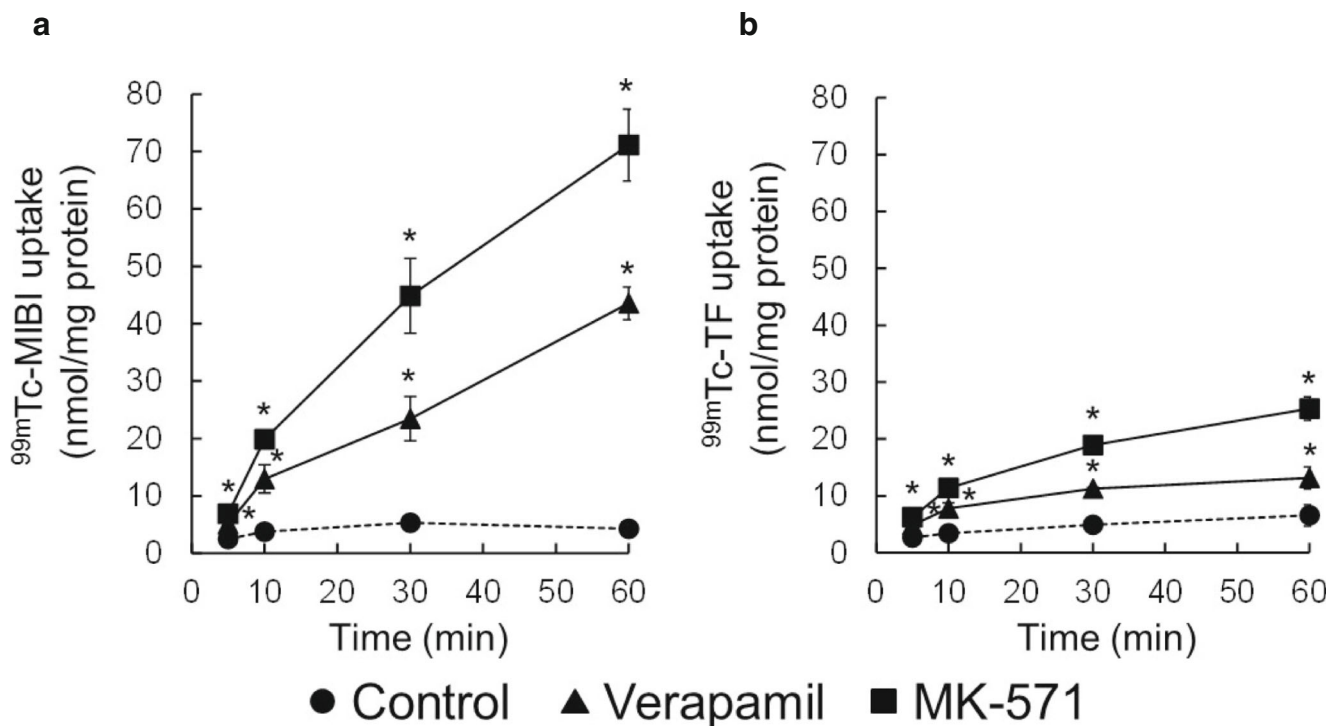 a
b
80
70
60
50
40
30
20
10
0
99mTc-MIBI uptake
(nmol/mg protein)
* * * * * * * *
0 10 20 30 40 50 60
Time (min)
80
70
60
50
40
30
20
10
0
99mTc-TF uptake
(nmol/mg protein)
* * * * * * * *
0 10 20 30 40 50 60
Time (min)
● Control ▲ Verapamil ■ MK-571